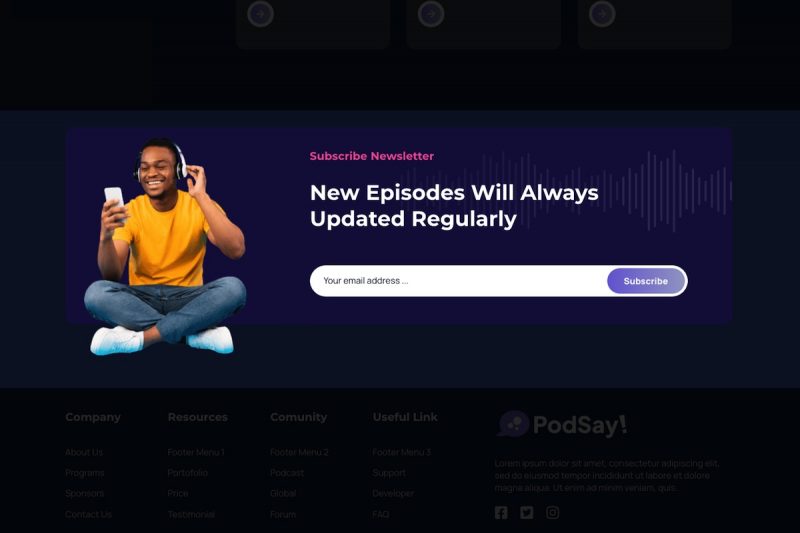 Subscribe Newsletter
New Episodes Will Always
Updated Regularly
Your email address ...
Subscribe
Company
Resources
Comunity
Useful Link
PodSay!
About Us
Footer Menu 1
Footer Menu 2
Footer Menu 3
Programs
Portofolio
Podcast
Support
Sponsors
Price
Global
Developer
Contact Us
Testimonial
Forum
FAQ
Lorem ipsum dolor sit amet, consectetur adipiscing elit,
sed do eiusmod tempor incididunt ut labore et dolore
magna aliqua. Ut enim ad minim veniam, quis.